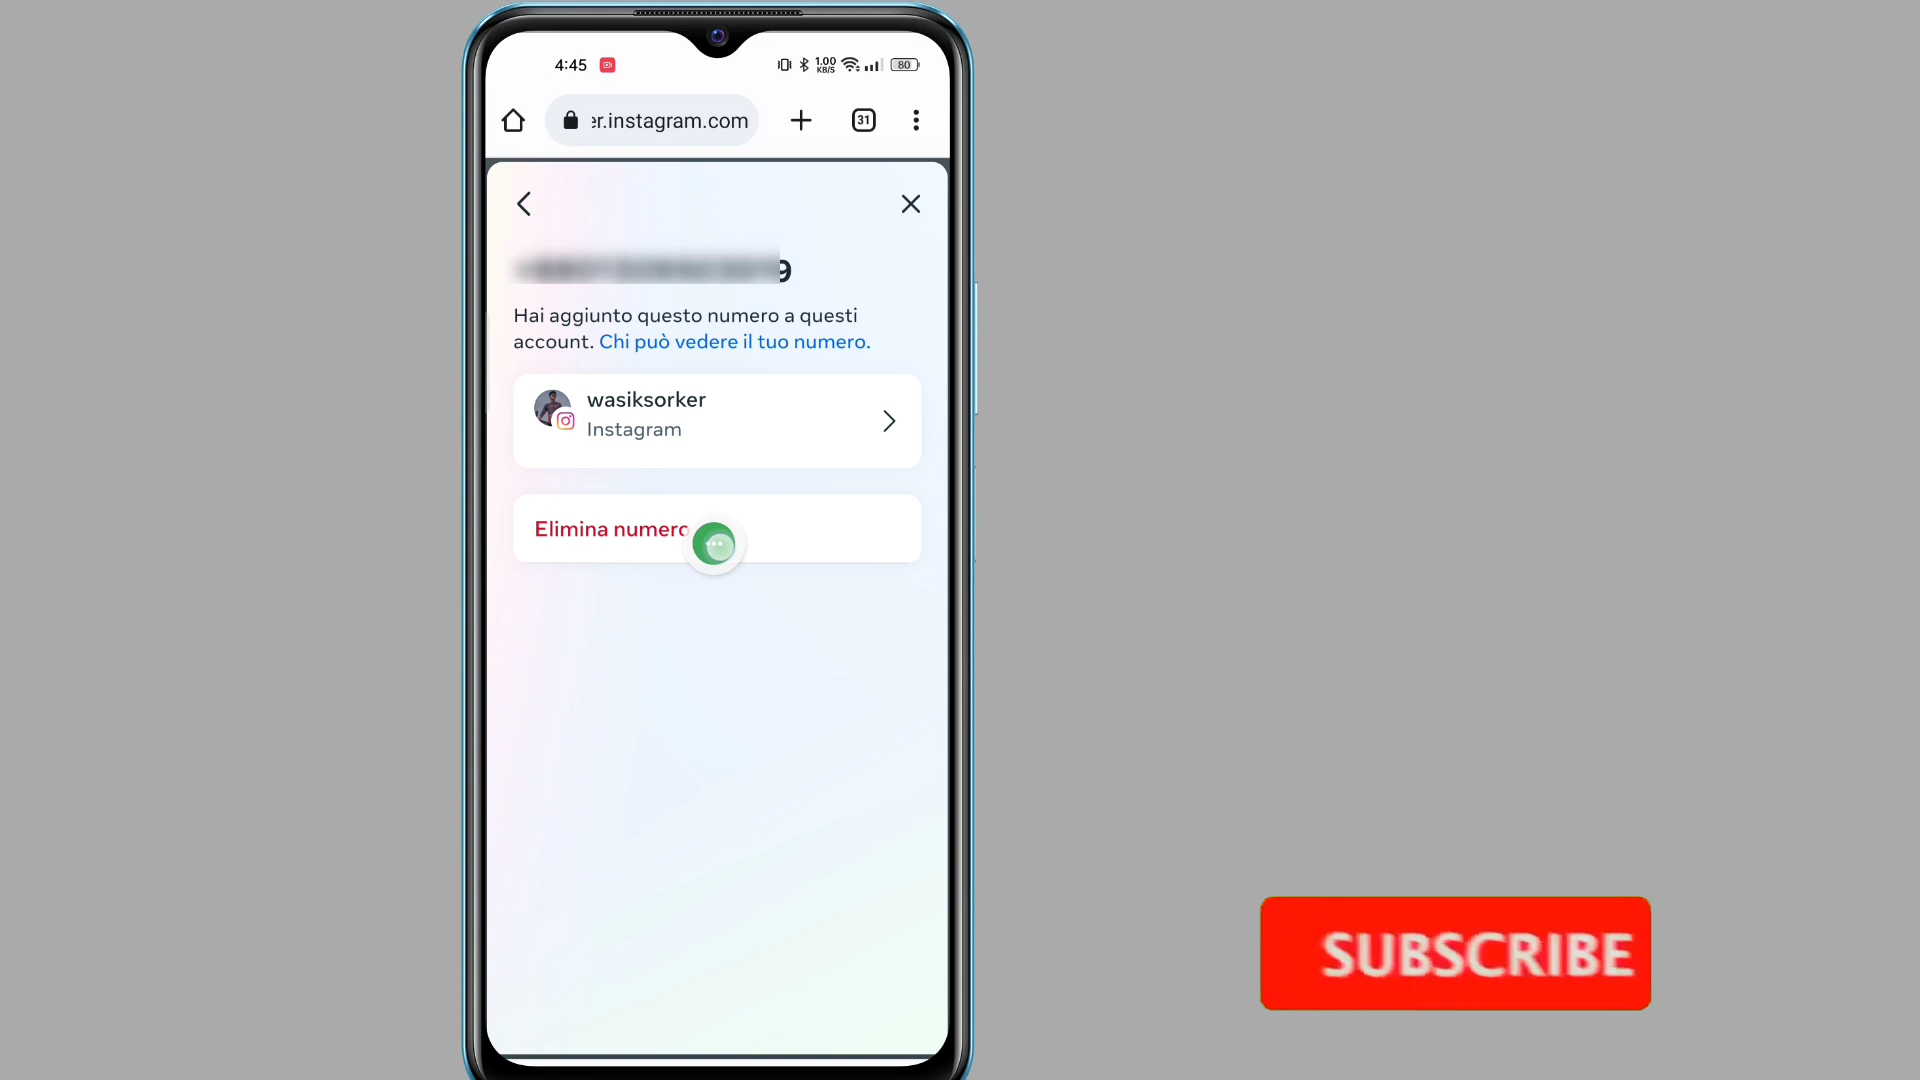 4:45
1.00
KB/S
80
er.instagram.com
31
Hai aggiunto questo numero a questi
account. Chi può vedere il tuo numero.
wasiksorker
Instagram
Elimina numero
SUBSCRIBE